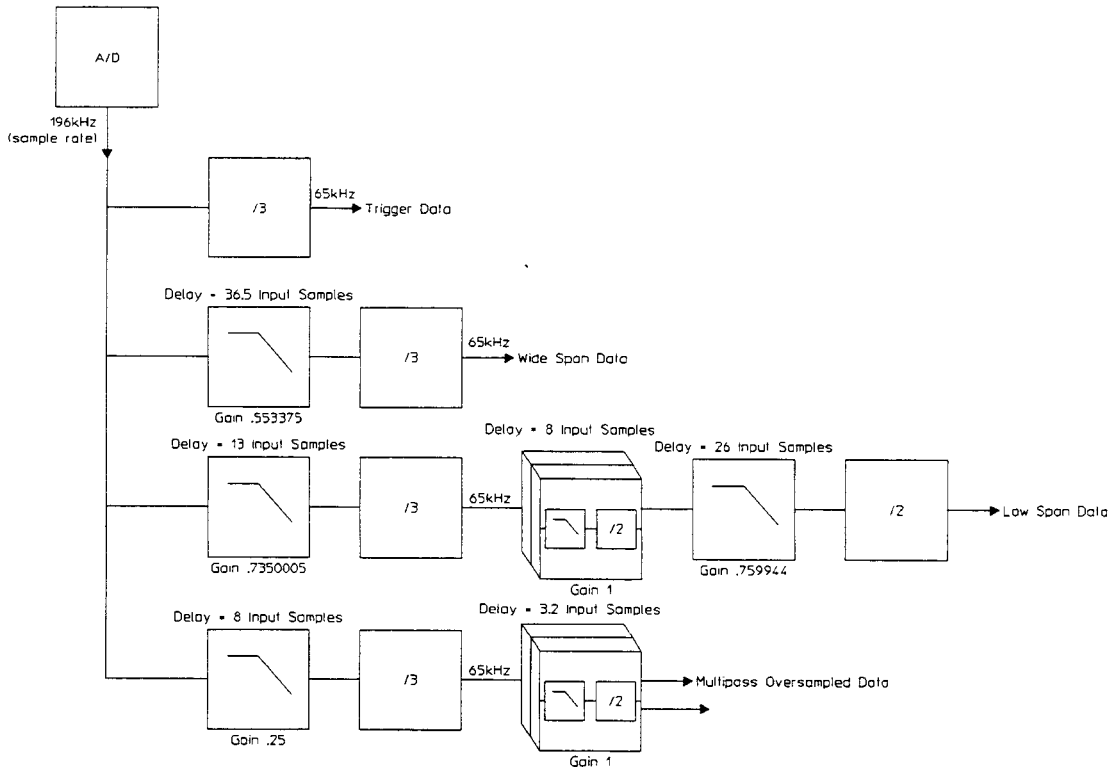 A/D
196kHz
(sample rate)
/3
65kHz
Trigger Data
Delay = 36.5 Input Samples
/3
65kHz
Wide Span Data
Gain .553375
Delay = 13 Input Samples
/3
65kHz
Delay = 8 Input Samples
/2
Delay = 26 Input Samples
/2
Low Span Data
Gain .7350005
Gain 1
Gain .759944
Delay = 8 Input Samples
/3
65kHz
Delay = 3.2 Input Samples
/2
Multipass Oversampled Data
Gain .25
Gain 1